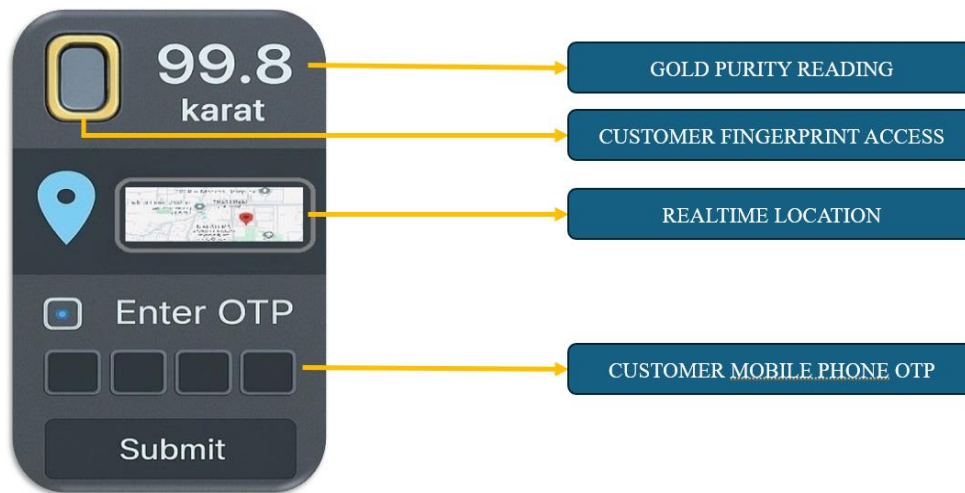 99.8
karat
GOLD PURITY READING
CUSTOMER FINGERPRINT ACCESS
REALTIME LOCATION
Enter OTP
CUSTOMER MOBILE PHONE OTP
Submit